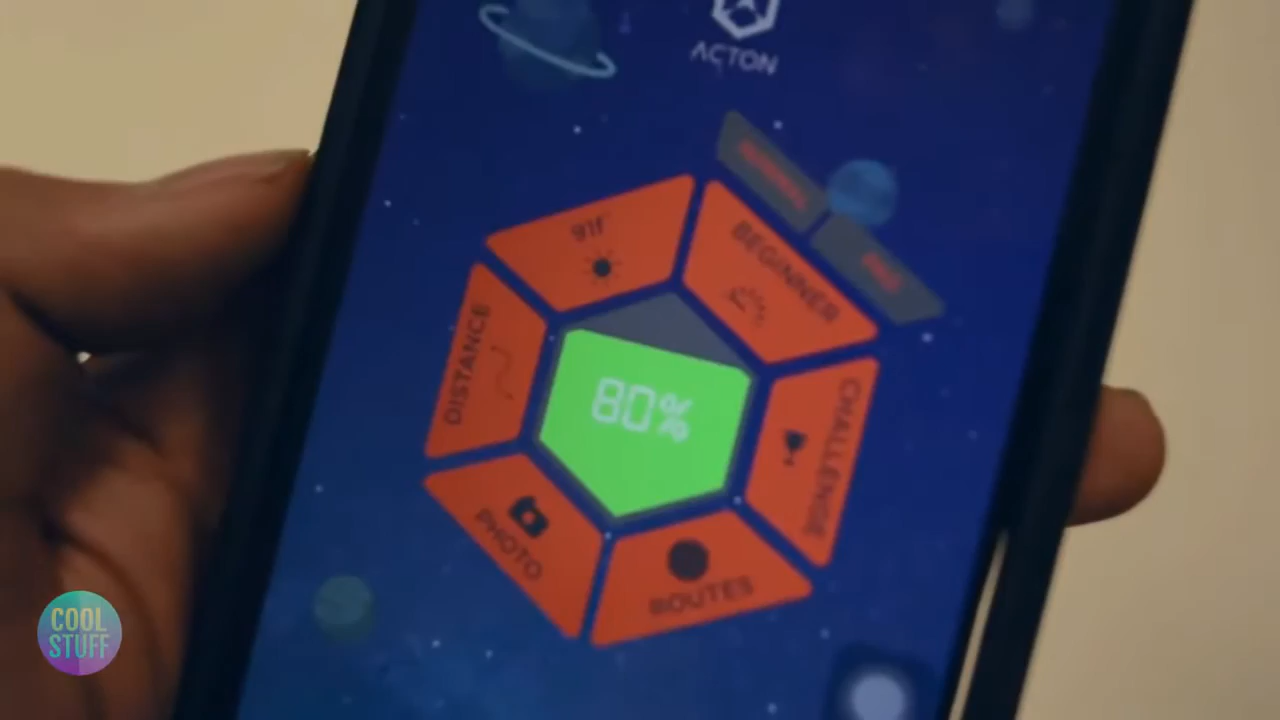 ACTON
91F
BEGINNER
DISTANCE
80%
CHALLENGE
PHOTO
ROUTES
COOL
STUFF